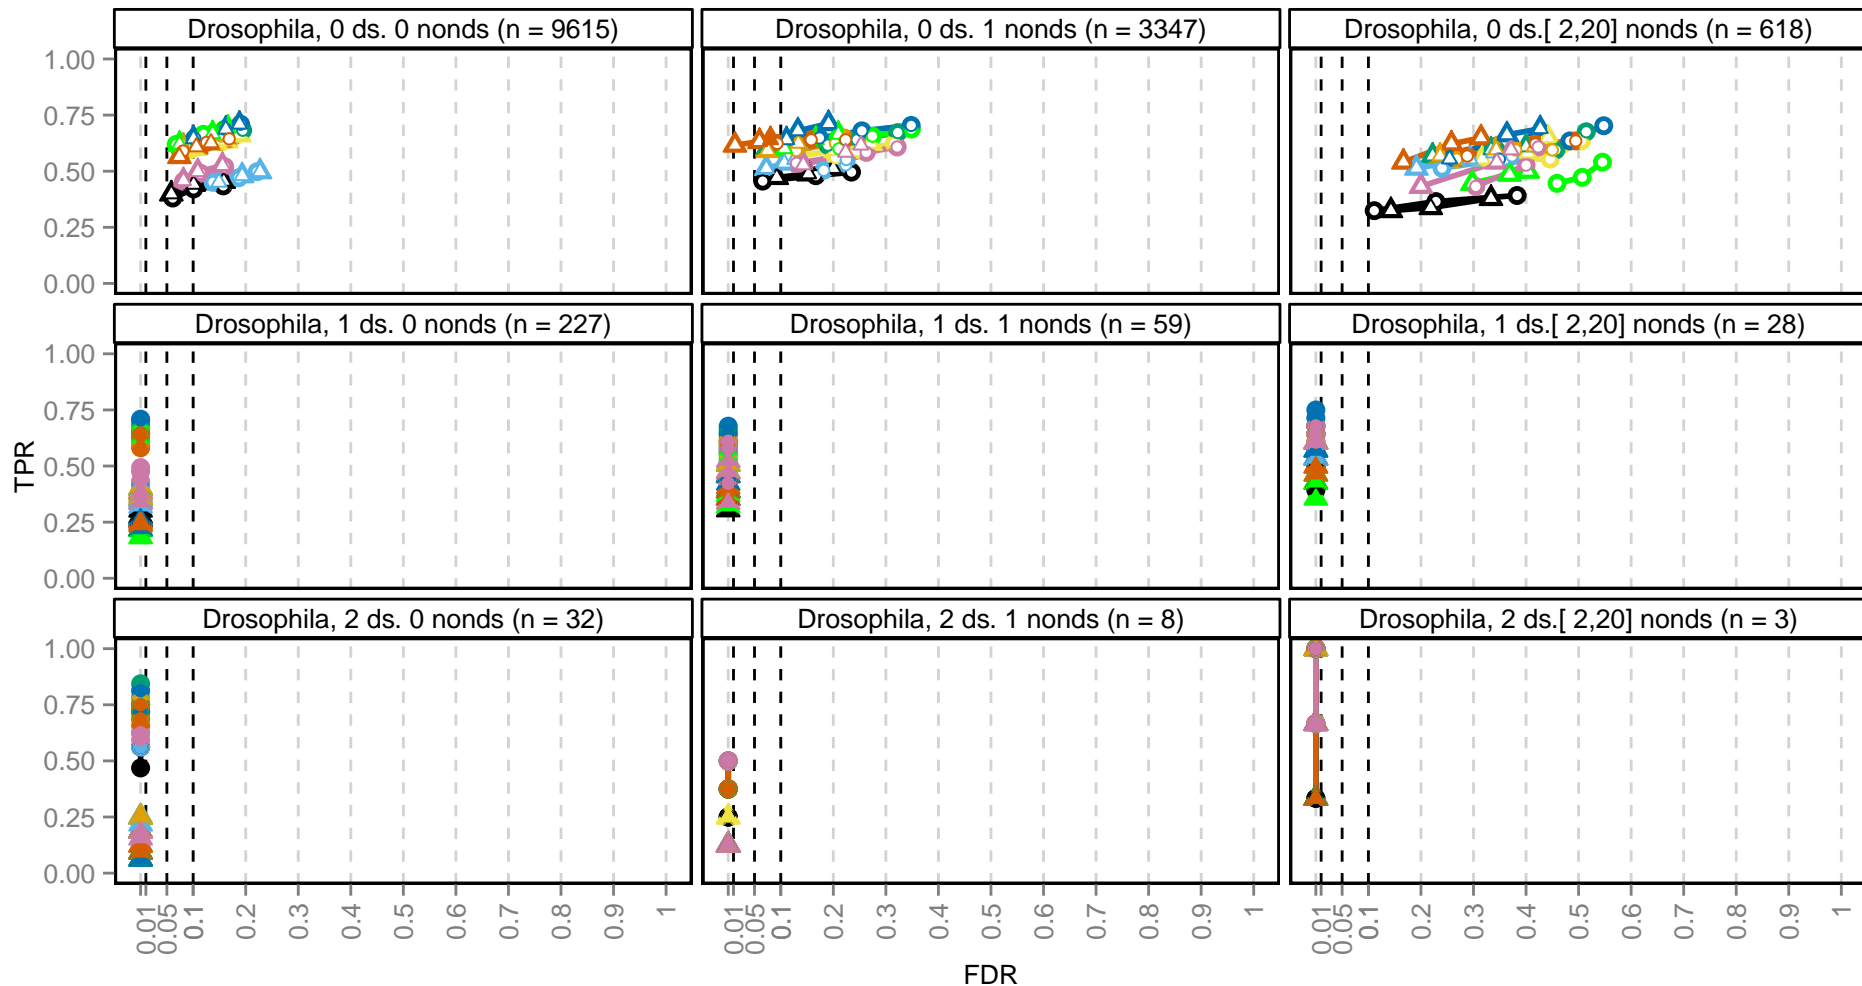 Drosophila, 0 ds. 0 nonds (n = 9615)
Drosophila, 0 ds. 1 nonds (n = 3347)
Drosophila, 0 ds.[ 2,20] nonds (n = 618)
1.00
0.75
0.50
0.25
0.00
Drosophila, 1 ds. 0 nonds (n = 227)
Drosophila, 1 ds. 1 nonds (n = 59)
Drosophila, 1 ds.[ 2,20] nonds (n = 28)
1.00
0.75
0.50
0.25
0.00
TPR
Drosophila, 2 ds. 0 nonds (n = 32)
Drosophila, 2 ds. 1 nonds (n = 8)
Drosophila, 2 ds.[ 2,20] nonds (n = 3)
1.00
0.75
0.50
0.25
0.00
0.01 0.05 0.1 0.2 0.3 0.4 0.5 0.6 0.7 0.8 0.9 1
0.01 0.05 0.1 0.2 0.3 0.4 0.5 0.6 0.7 0.8 0.9 1
0.01 0.05 0.1 0.2 0.3 0.4 0.5 0.6 0.7 0.8 0.9 1
FDR